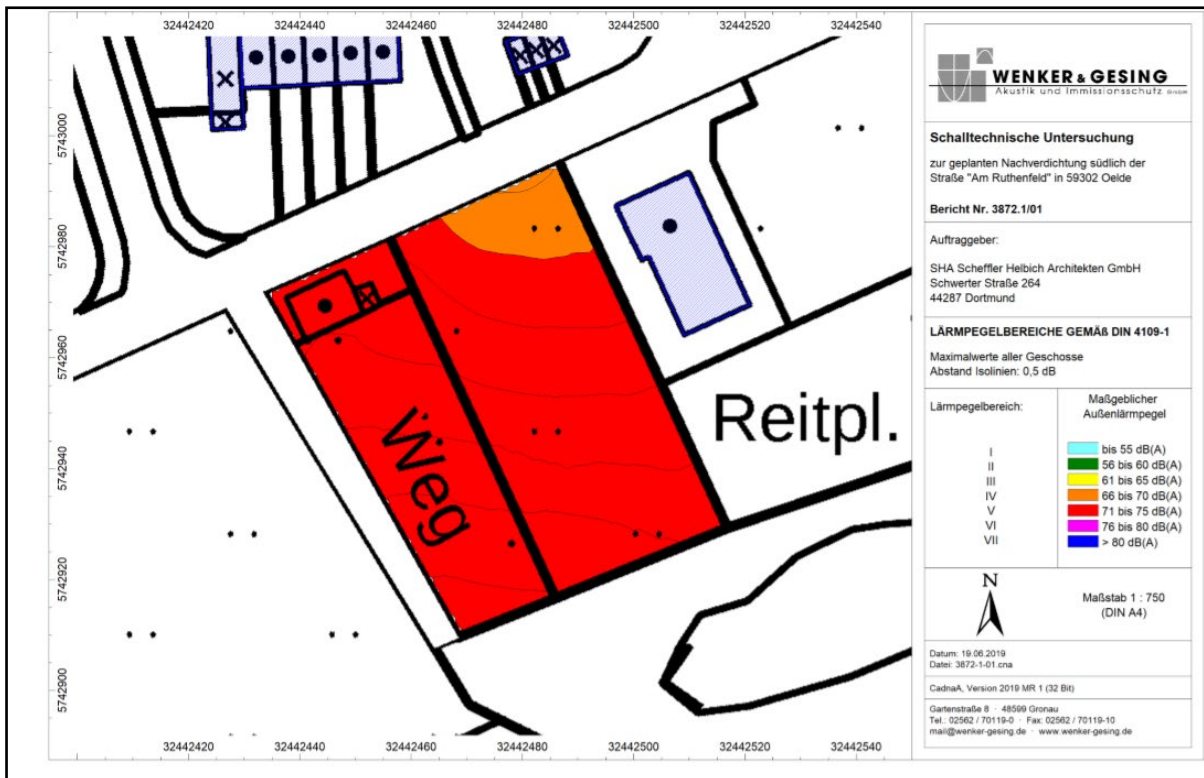 32442420 32442440 32442460 32442480 32442500 32442520 32442540
5743000
5742980
5742960
5742940
5742920
5742900
Weg
Reitpl.
32442420 32442440 32442460 32442480 32442500 32442520 32442540
WENKER & GESING
Akustik und Immissionsschutz GmbH
Schalltechnische Untersuchung
zur geplanten Nachverdichtung südlich der
Straße "Am Ruthenfeld" in 59302 Oelde
Bericht Nr. 3872.1/01
Auftraggeber:
SHA Scheffler Helbich Architekten GmbH
Schwerter Straße 264
44287 Dortmund
LÄRMPEGELBEREICHE GEMÄß DIN 4109-1
Maximalwerte aller Geschosse
Abstand Isolinien: 0,5 dB
Lärmpegelbereich: Maßgeblicher
Außenlärmpegel
I bis 55 dB(A)
II 56 bis 60 dB(A)
III 61 bis 65 dB(A)
IV 66 bis 70 dB(A)
V 71 bis 75 dB(A)
VI 76 bis 80 dB(A)
VII > 80 dB(A)
N
Maßstab 1 : 750
(DIN A4)
Datum: 19.06.2019
Datei: 3872-1-01.cna
CadnaA, Version 2019 MR 1 (32 Bit)
Gartenstraße 8 · 48599 Gronau
Tel.: 02562 / 70119-0 · Fax: 02562 / 70119-10
mail@wenker-gesing.de · www.wenker-gesing.de